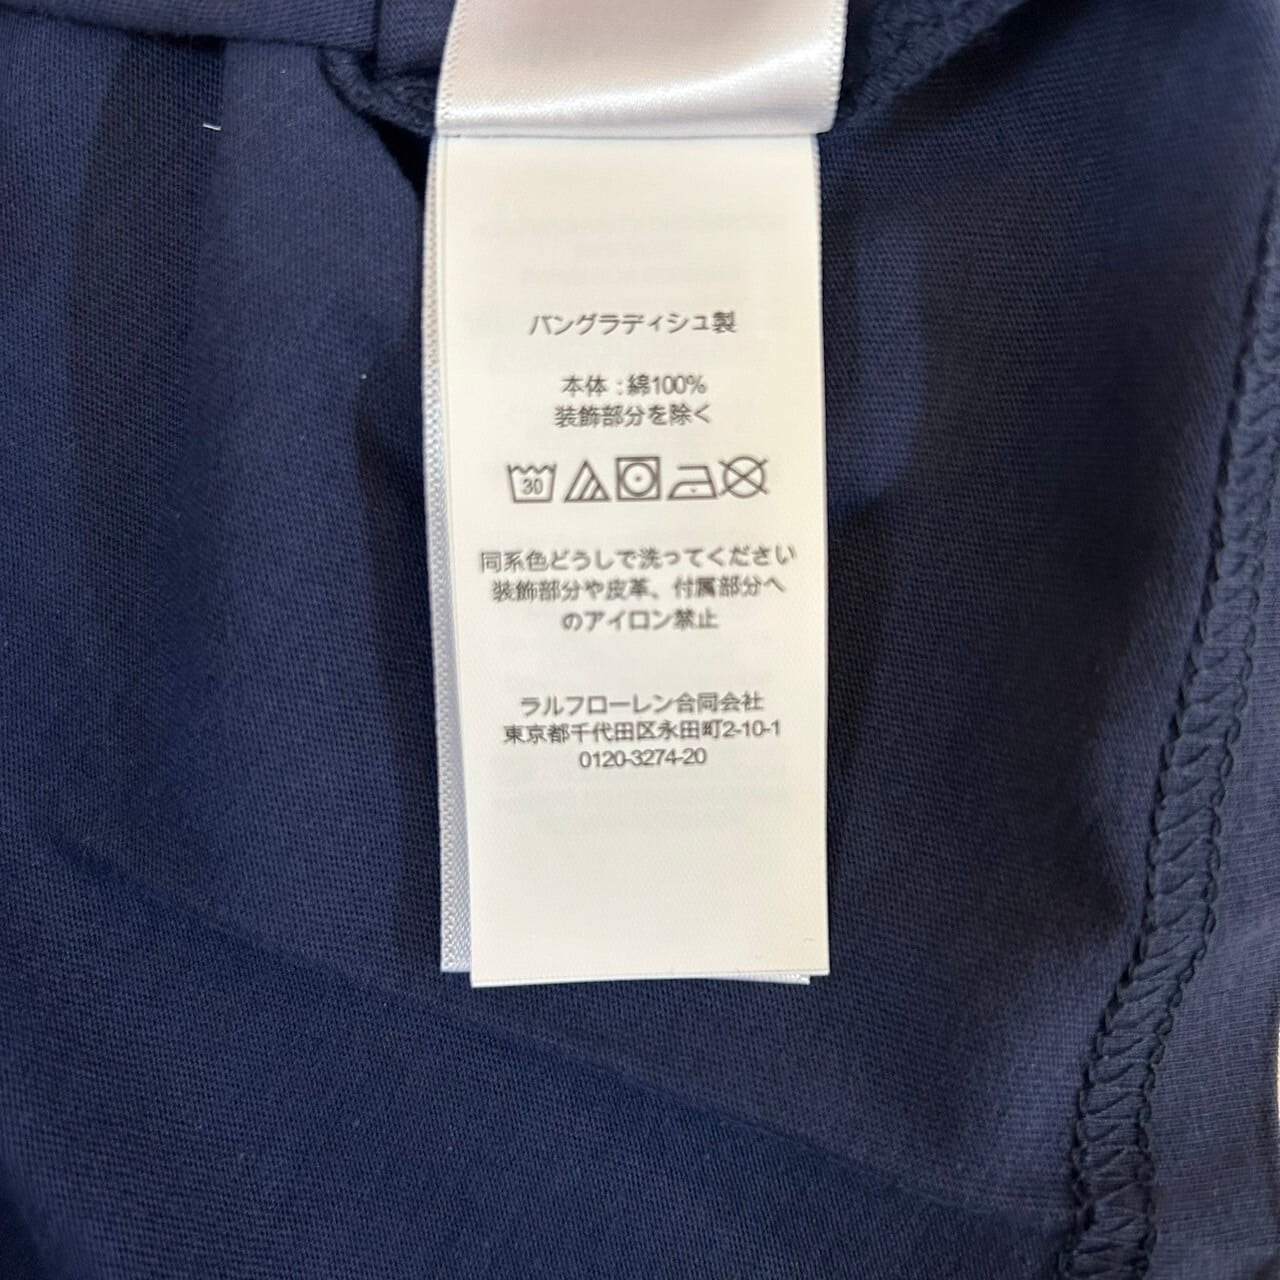 バングラディシュ製
本体 : 綿100%
装飾部分を除く
30
同系色どうしで洗ってください
装飾部分や皮革、付属部分へ
のアイロン禁止
ラルフローレン合同会社
東京都千代田区永田町2-10-1
0120-3274-20